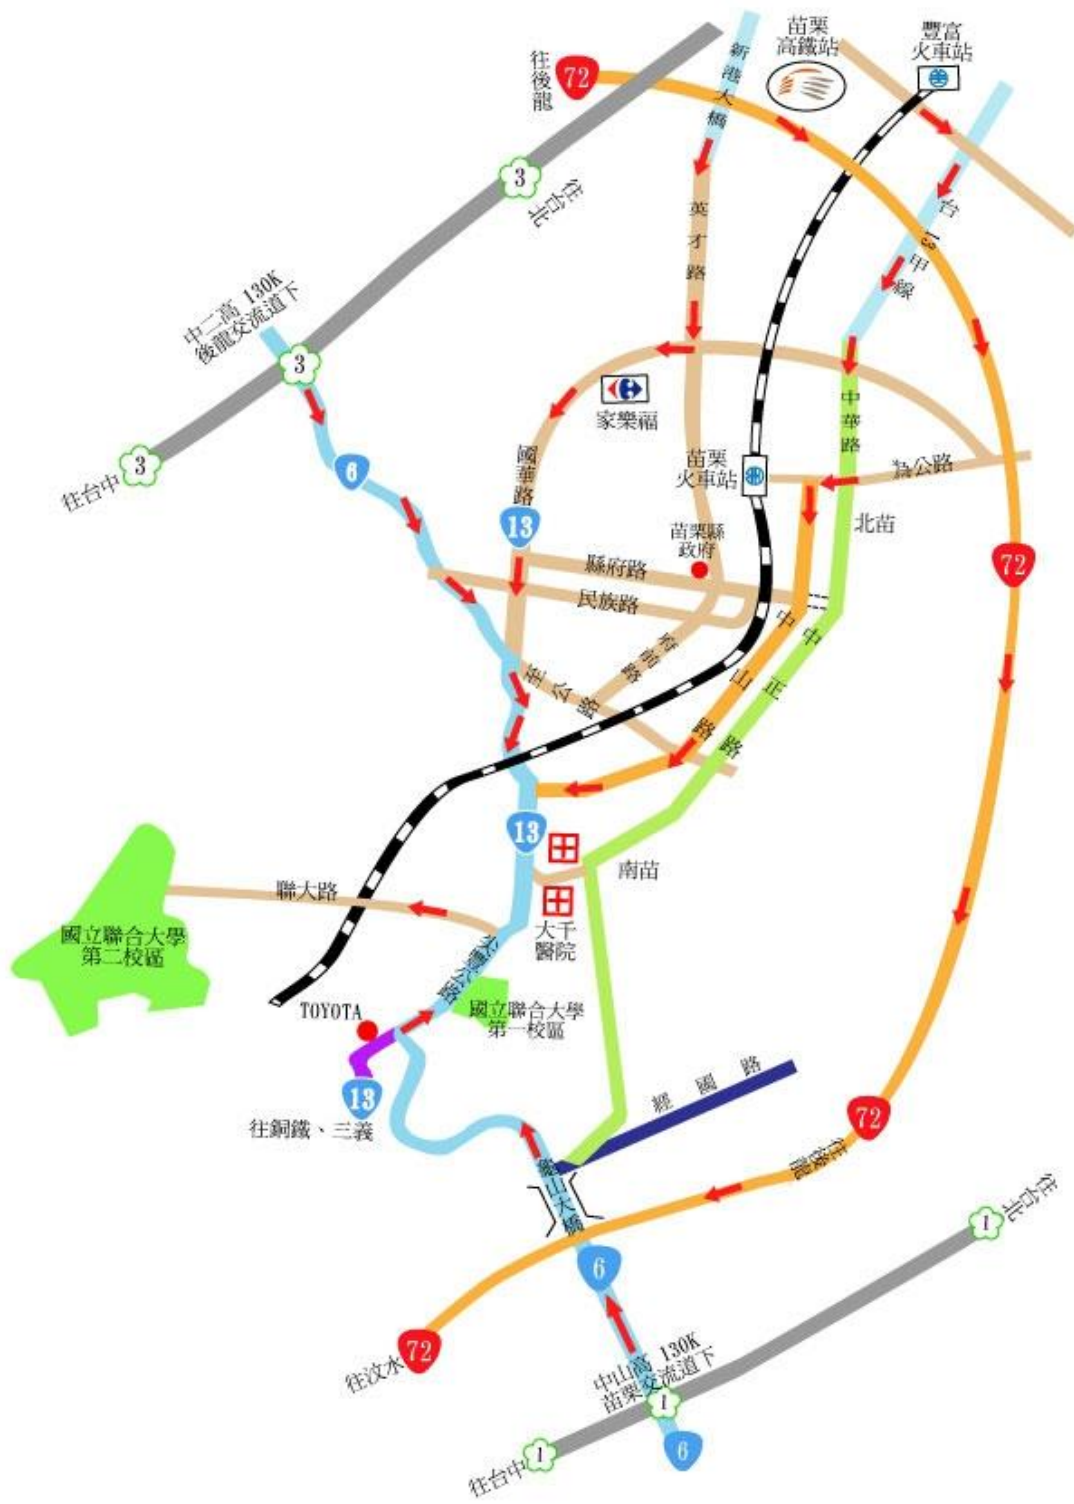 苗栗
高鐵站
豐富
火車站
往後龍
72
新港大橋
3
往台北
台13甲線
英才路
中二高 130K
後龍交流道下
3
家樂福
中華路
3
往台中
6
國華路
13
苗栗
火車站
為公路
北苗
苗栗縣
政府
縣府路
民族路
72
府前路
至公路
中山路
中正路
13
南苗
大千
醫院
聯大路
國立聯合大學
第二校區
尖豐公路
國立聯合大學
第一校區
TOYOTA
13
往銅鐵、三義
經國路
72
往後龍
龜山大橋
6
1
往台北
72
往汶水
中山高 130K
苗栗交流道下
1
1
往台中
6